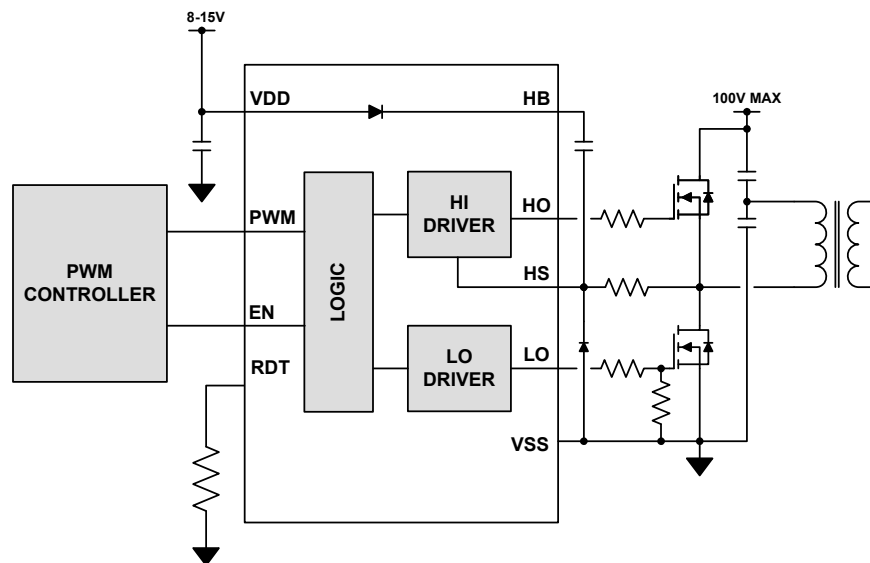 8-15V
VDD
HB
100V MAX
HI
DRIVER
HO
PWM
PWM
CONTROLLER
LOGIC
HS
EN
LO
DRIVER
LO
RDT
VSS